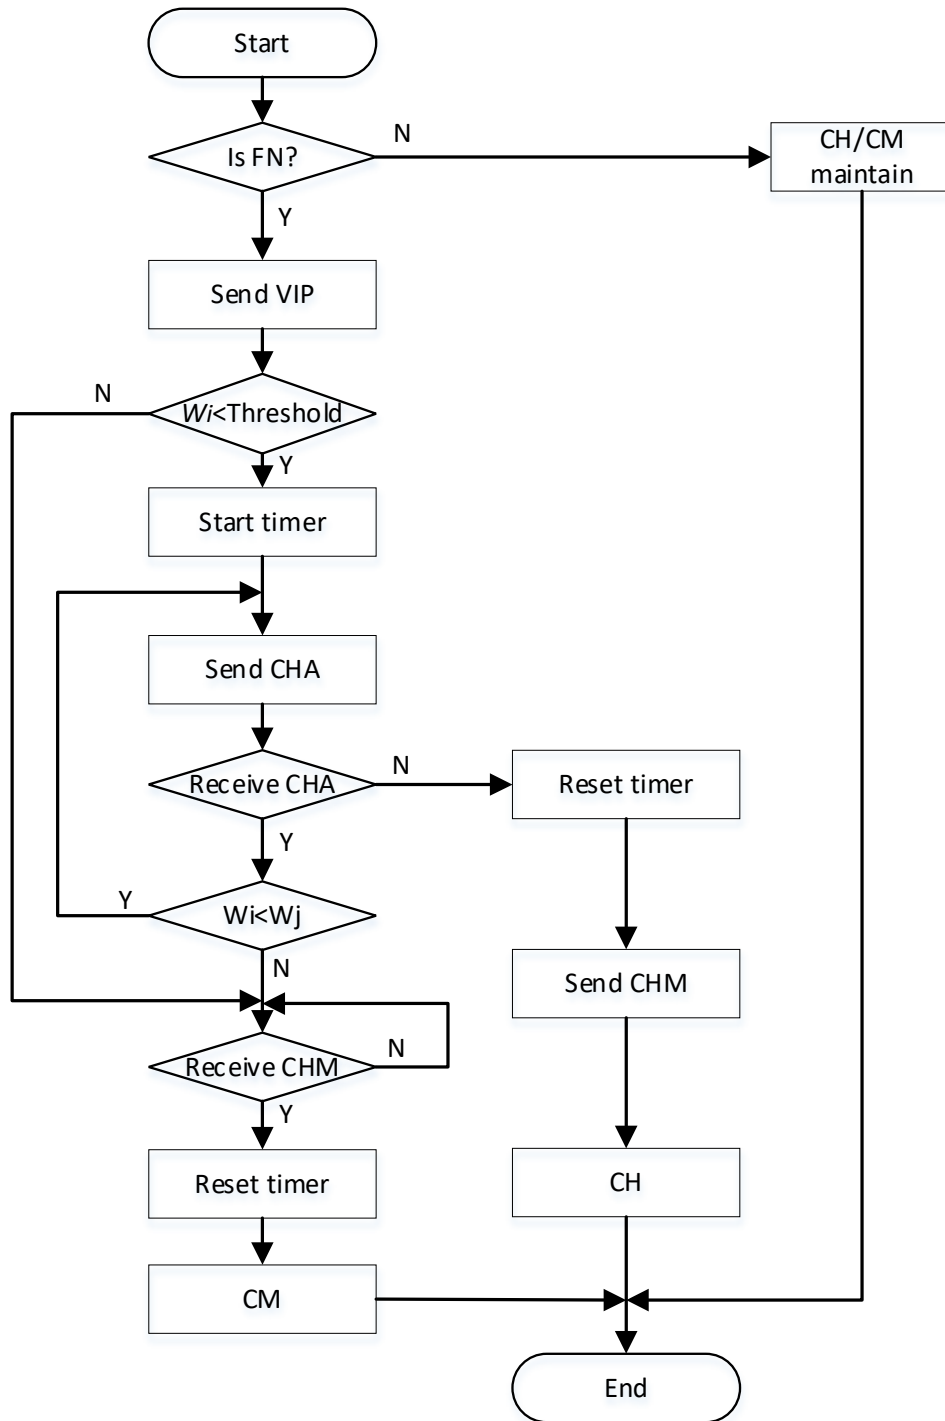 Start
Is FN?
N
CH/CM
maintain
Y
Send VIP
N
Wi<Threshold
Y
Start timer
Send CHA
Receive CHA
N
Reset timer
Y
Y
Wi<Wj
N
Send CHM
Receive CHM
N
Y
Reset timer
CH
CM
End